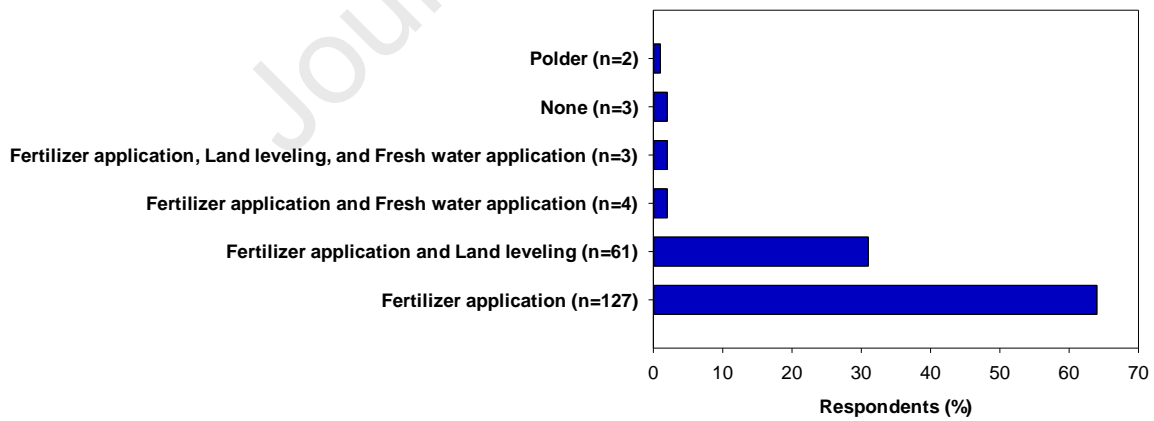 Jour
Polder (n=2)
None (n=3)
Fertilizer application, Land leveling, and Fresh water application (n=3)
Fertilizer application and Fresh water application (n=4)
Fertilizer application and Land leveling (n=61)
Fertilizer application (n=127)
0 10 20 30 40 50 60 70
Respondents (%)